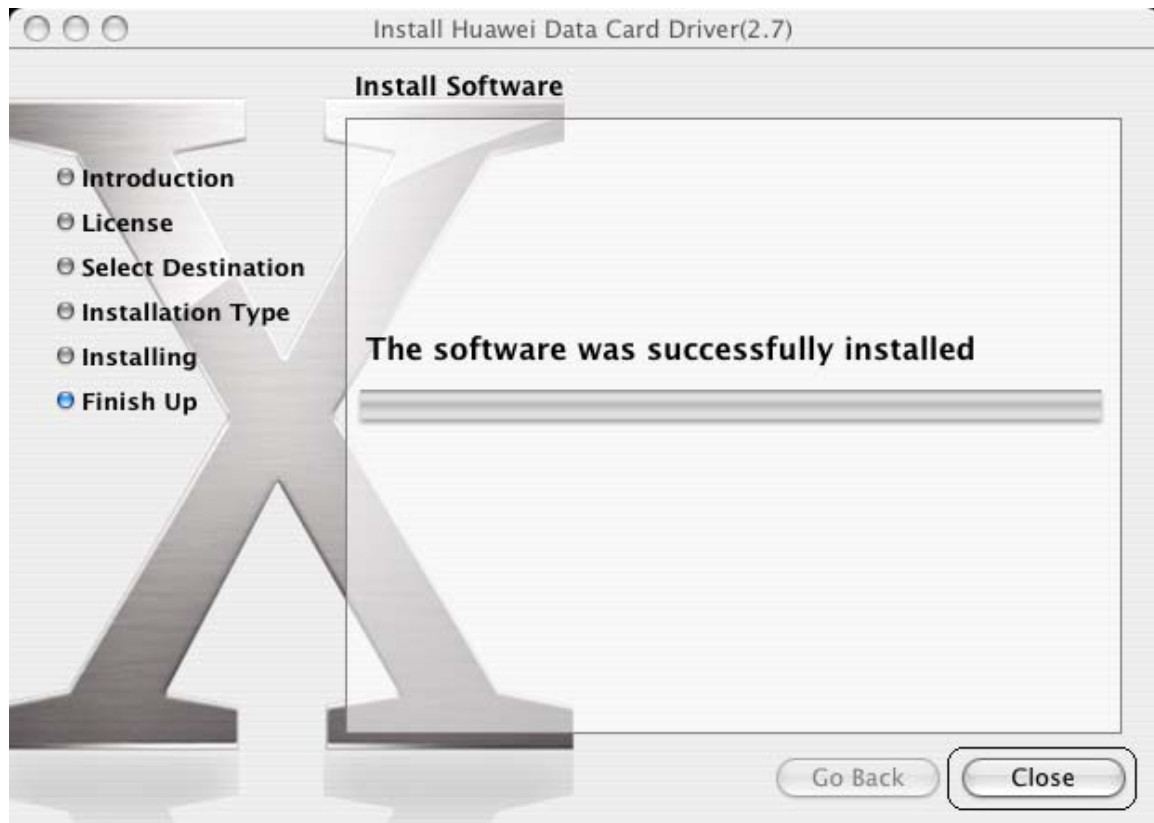 Install Huawei Data Card Driver(2.7)
Install Software
Introduction
License
Select Destination
Installation Type
Installing
Finish Up
The software was successfully installed
Go Back
Close